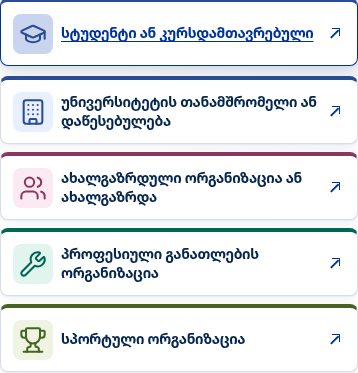 სტუდენტი ან კურსდამთავრებული
უნივერსიტეტის თანამშრომელი ან
დაწესებულება
ახალგაზრდული ორგანიზაცია ან
ახალგაზრდა
პროფესიული განათლების
ორგანიზაცია
სპორტული ორგანიზაცია